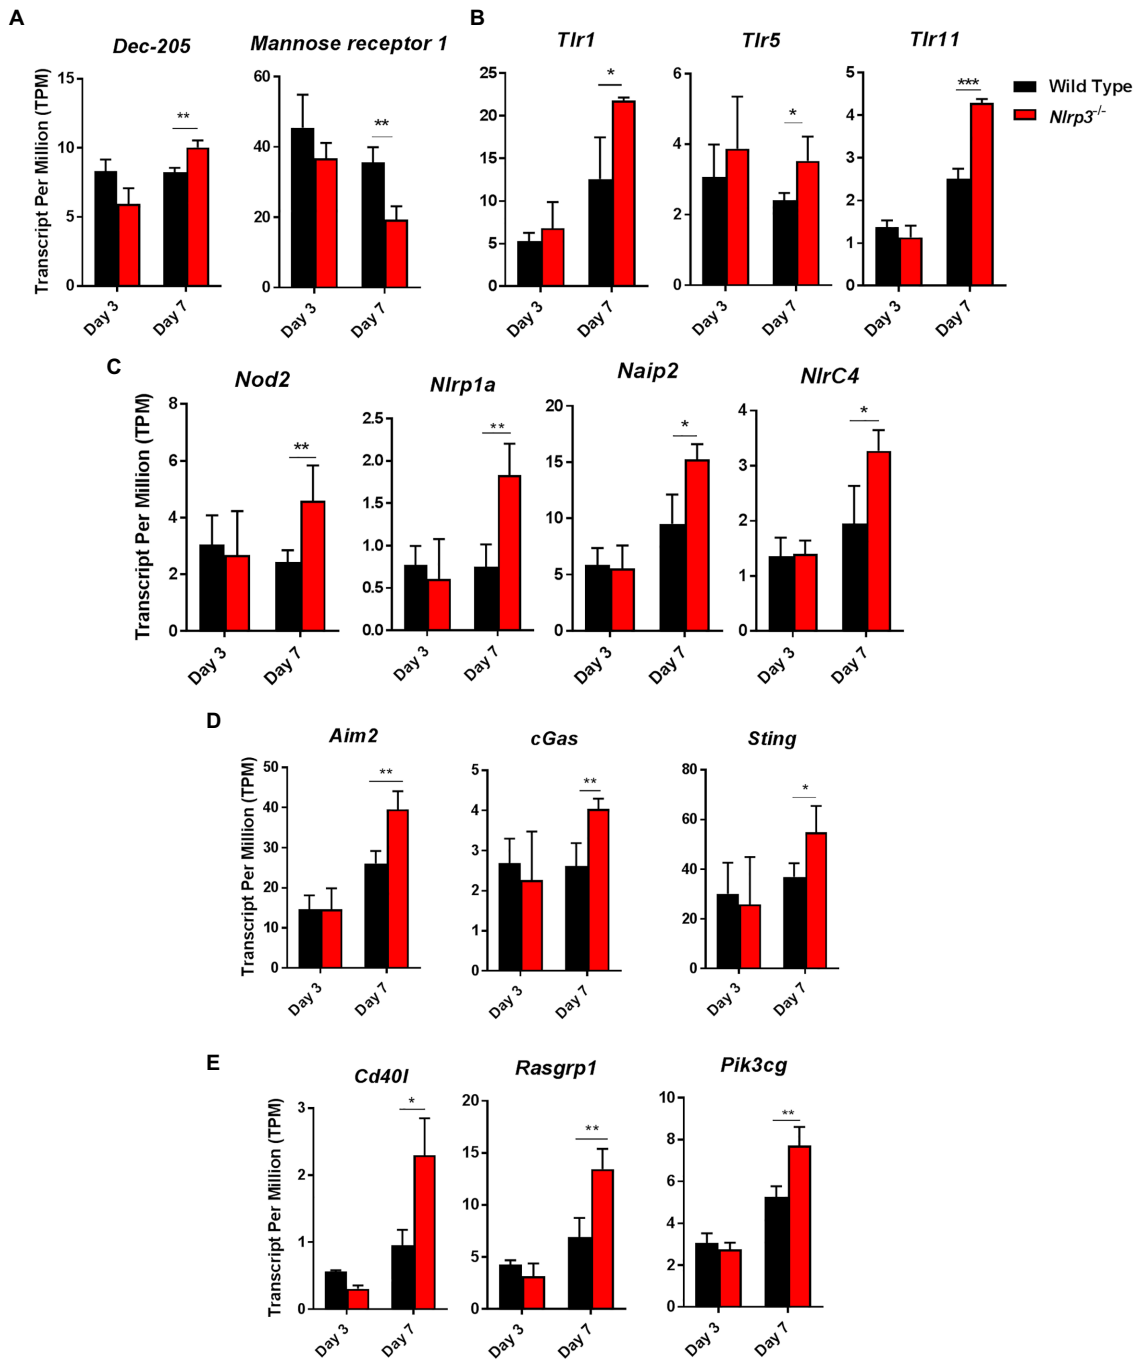 A
B
Dec-205
Mannose receptor 1
Tlr1
Tlr5
Tlr11
Wild Type
Nlrp3-/-
Transcript Per Million (TPM)
15
10
5
0
**
Day 3
Day 7
60
40
20
0
**
Day 3
Day 7
25
20
15
10
5
0
*
Day 3
Day 7
6
4
2
0
*
Day 3
Day 7
5
4
3
2
1
0
***
Day 3
Day 7
C
Nod2
Nlrp1a
Naip2
NlrC4
Transcript Per Million (TPM)
8
6
4
2
0
**
Day 3
Day 7
2.5
2.0
1.5
1.0
0.5
0.0
**
Day 3
Day 7
20
15
10
5
0
*
Day 3
Day 7
4
3
2
1
0
*
Day 3
Day 7
D
Aim2
cGas
Sting
Transcript Per Million (TPM)
50
40
30
20
10
0
**
Day 3
Day 7
5
4
3
2
1
0
**
Day 3
Day 7
80
60
40
20
0
*
Day 3
Day 7
E
Cd40l
Rasgrp1
Pik3cg
Transcript Per Million (TPM)
3
2
1
0
*
Day 3
Day 7
20
15
10
5
0
**
Day 3
Day 7
10
8
6
4
2
0
**
Day 3
Day 7